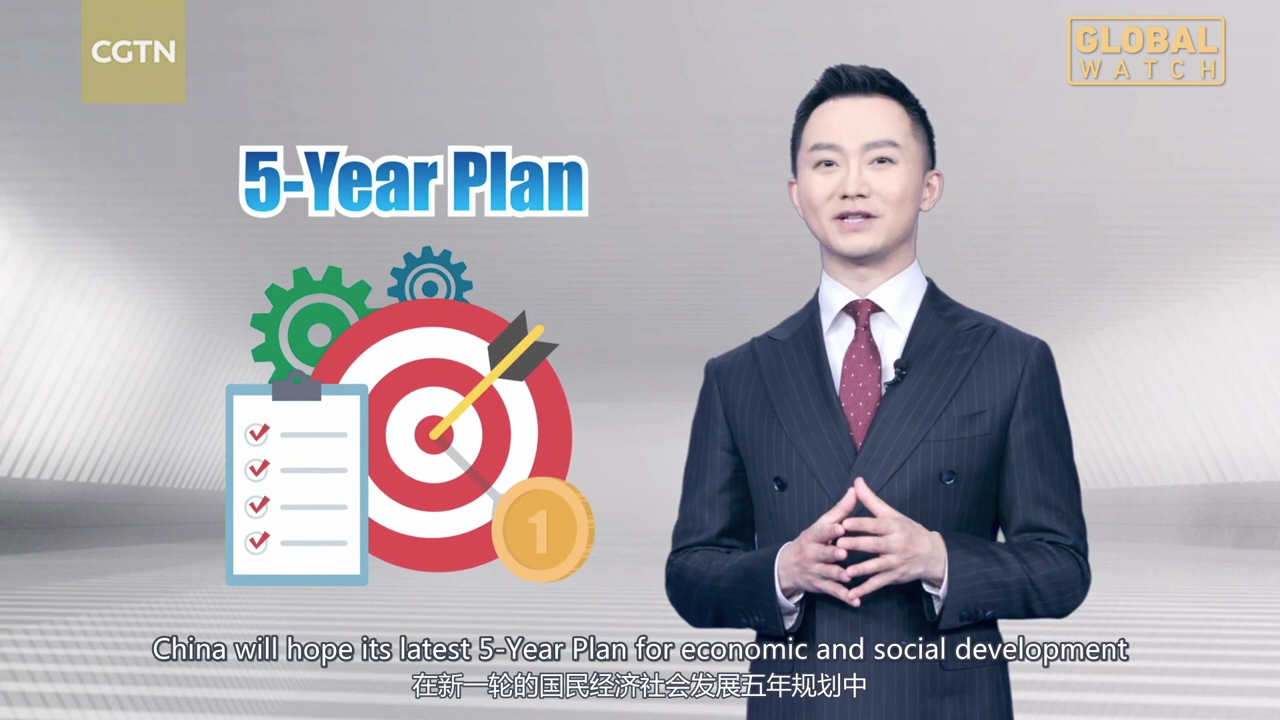 CGTN
GLOBAL
WATCH
5-Year Plan
1
China will hope its latest 5-Year Plan for economic and social development
在新一轮的国民经济社会发展五年规划中